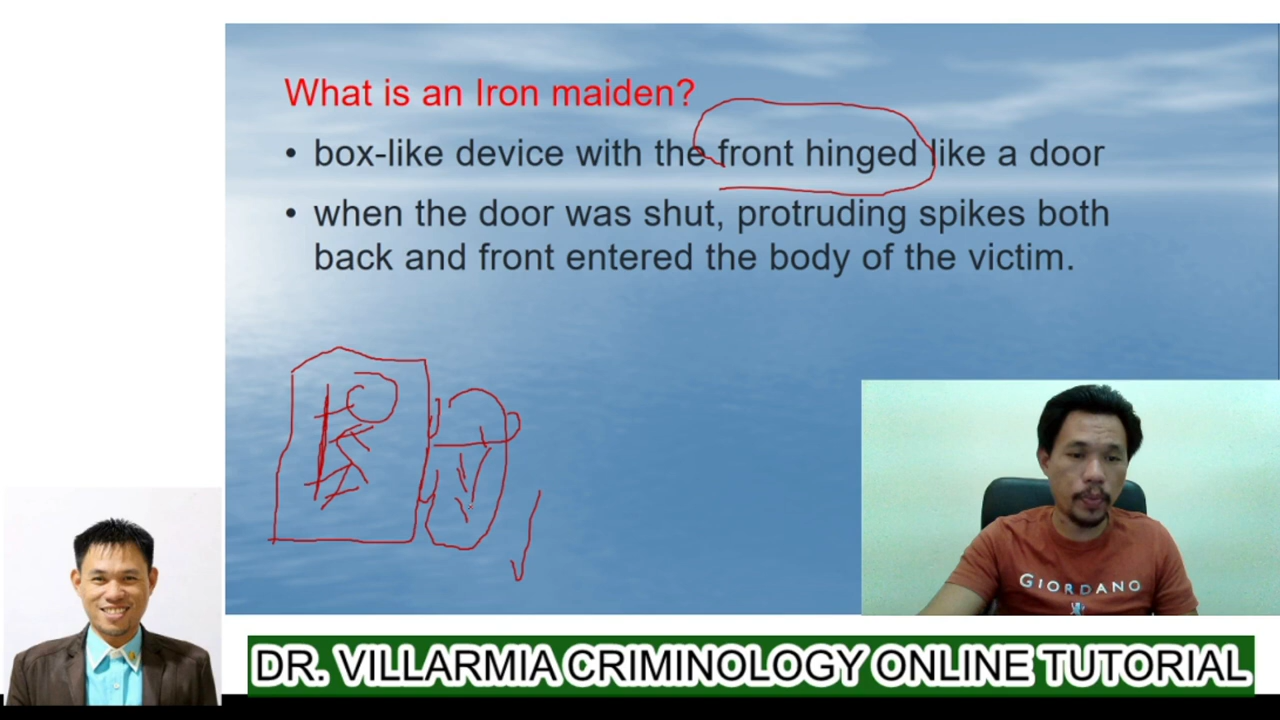 What is an Iron maiden?
• box-like device with the front hinged like a door
• when the door was shut, protruding spikes both
back and front entered the body of the victim.
GIORDANO
DR. VILLARMIA CRIMINOLOGY ONLINE TUTORIAL